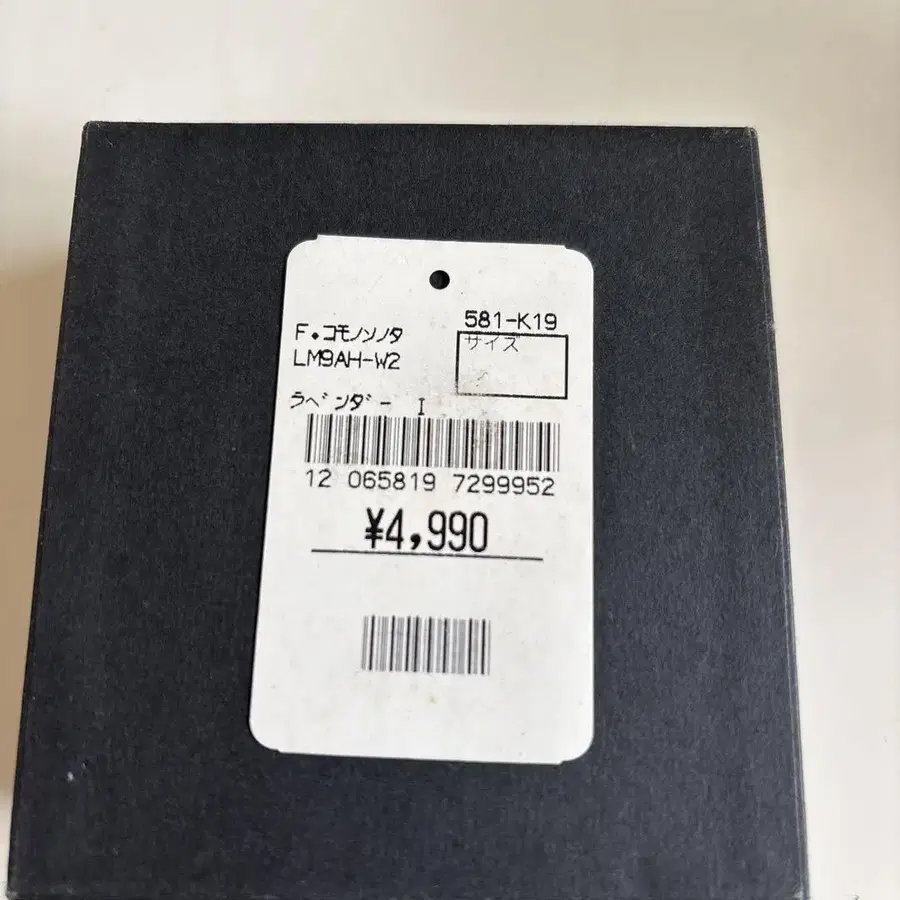 581-K19
F.コモノソノタ
サイズ
LM9AH-W2
ラベンダー I
12 065819 7299952
¥4,990